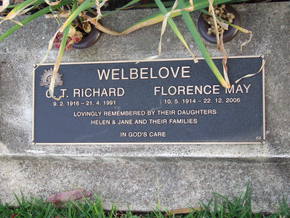 WELBELOVE
T. RICHARD FLORENCE MAY
9. 2. 1916 – 21. 4. 1991 10. 5. 1914 – 22. 12. 2006
LOVINGLY REMEMBERED BY THEIR DAUGHTERS
HELEN & JANE AND THEIR FAMILIES
IN GOD'S CARE